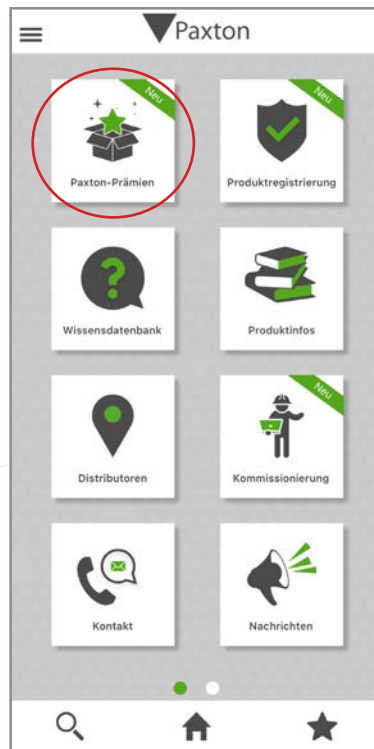 Paxton
Neu
Neu
Paxton-Prämien
Produktregistrierung
Wissensdatenbank
Produktinfos
Neu
Distributoren
Kommissionierung
Kontakt
Nachrichten